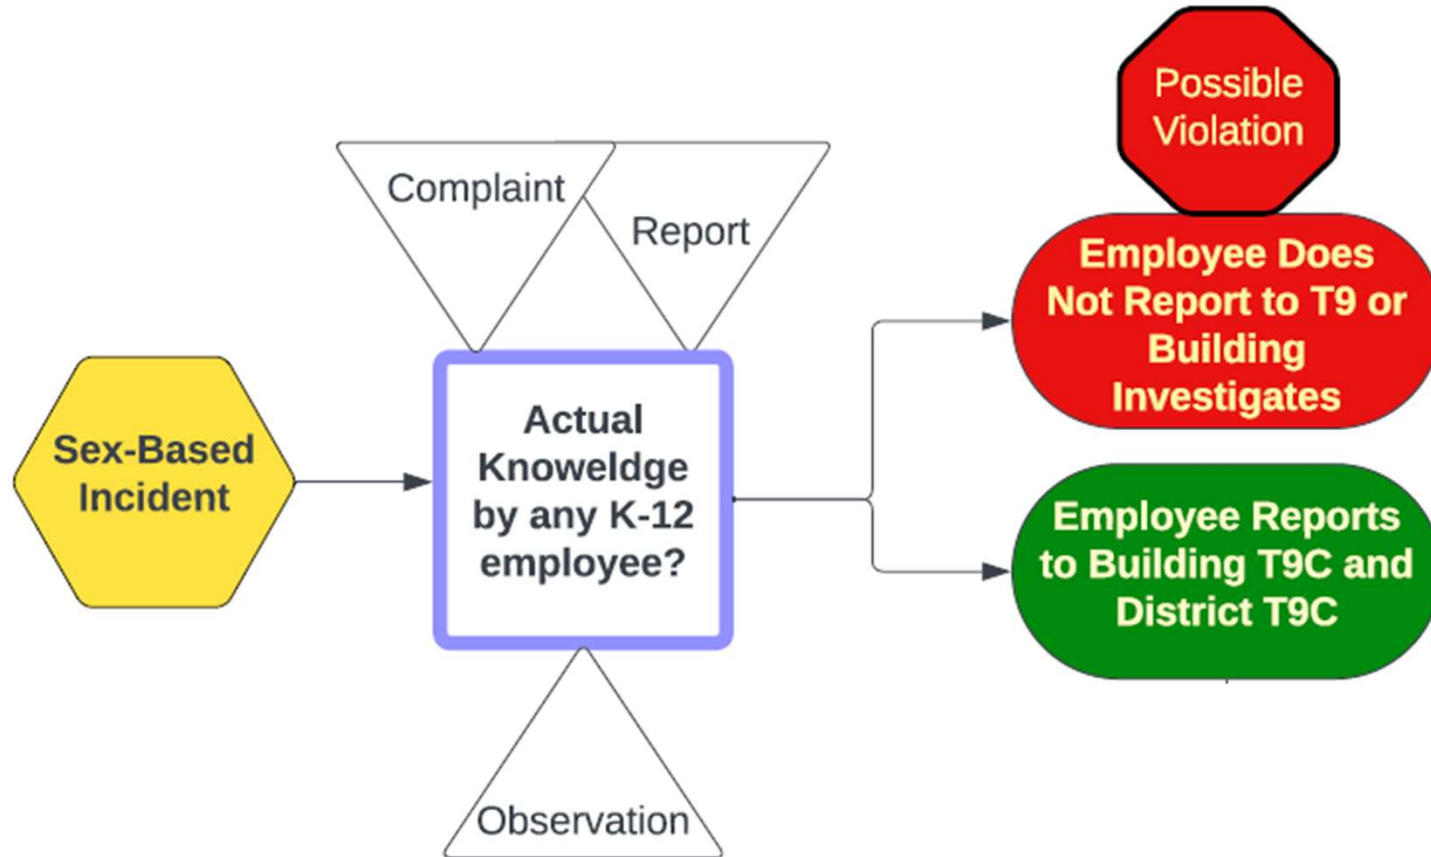 Possible
Violation
Complaint
Report
Employee Does
Not Report to T9 or
Building
Investigates
Sex-Based
Incident
Actual
Knoweldge
by any K-12
employee?
Employee Reports
to Building T9C and
District T9C
Observation